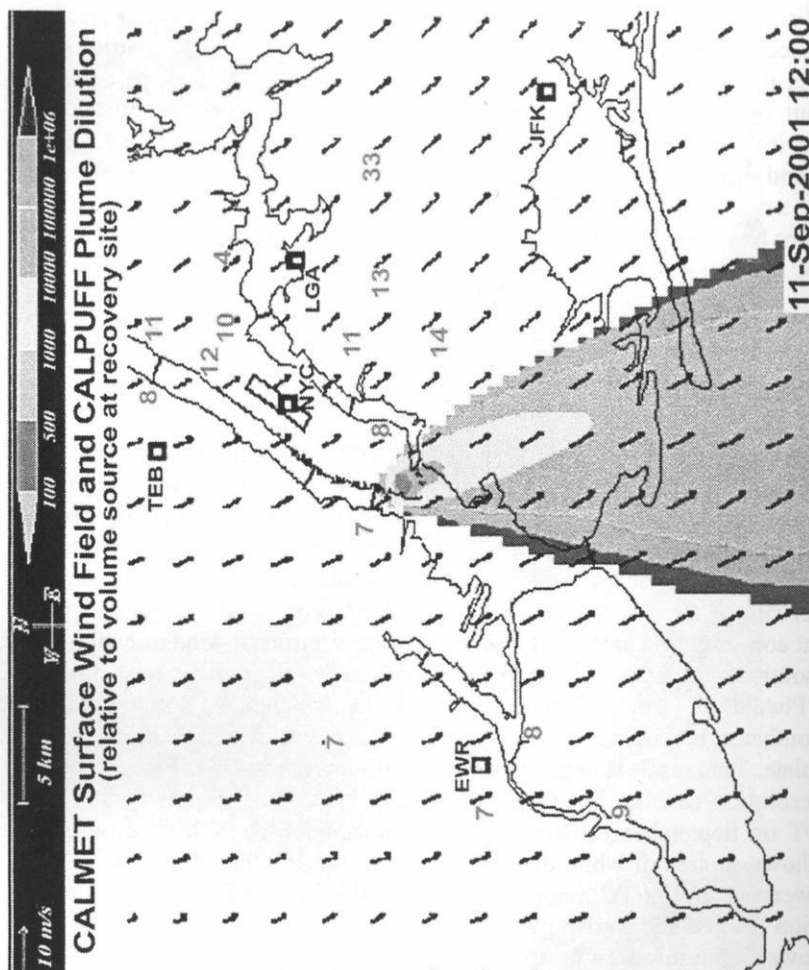 10 m/s
5 km
N
W E
100 500 1000 10000 100000 1e+06
CALMET Surface Wind Field and CALPUFF Plume Dilution
(relative to volume source at recovery site)
TEB
8 11
12
10 4
NYC
LGA
7
7 11
33
8 13
14
EWR
7
8
JFK
9
11-Sep-2001 12:00